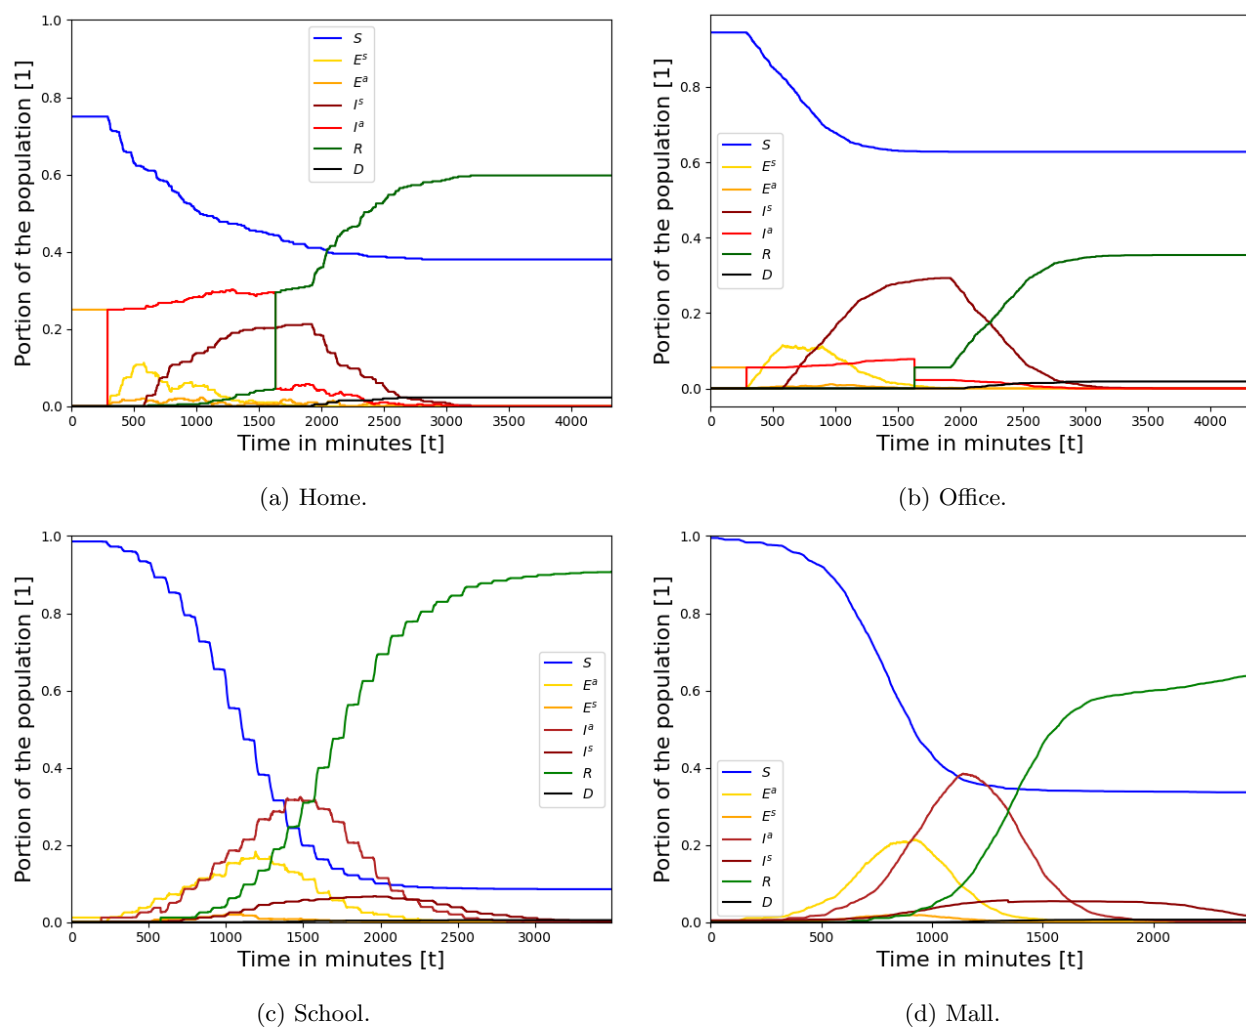 Portion of the population [1]
1.0
0.8
0.6
0.4
0.2
0.0
S
E^s
E^a
I^s
I^a
R
D
0 500 1000 1500 2000 2500 3000 3500 4000
Time in minutes [t]
(a) Home.
Portion of the population [1]
0.8
0.6
0.4
0.2
0.0
S
E^s
E^a
I^s
I^a
R
D
0 500 1000 1500 2000 2500 3000 3500 4000
Time in minutes [t]
(b) Office.
Portion of the population [1]
1.0
0.8
0.6
0.4
0.2
0.0
S
E^a
E^s
I^a
I^s
R
D
0 500 1000 1500 2000 2500 3000
Time in minutes [t]
(c) School.
Portion of the population [1]
1.0
0.8
0.6
0.4
0.2
0.0
S
E^a
E^s
I^a
I^s
R
D
0 500 1000 1500 2000
Time in minutes [t]
(d) Mall.